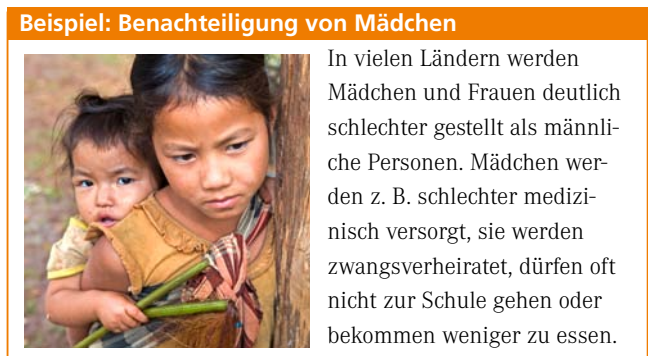 Beispiel: Benachteiligung von Mädchen
In vielen Ländern werden
Mädchen und Frauen deutlich
schlechter gestellt als männli-
che Personen. Mädchen wer-
den z. B. schlechter medizi-
nisch versorgt, sie werden
zwangsverheiratet, dürfen oft
nicht zur Schule gehen oder
bekommen weniger zu essen.